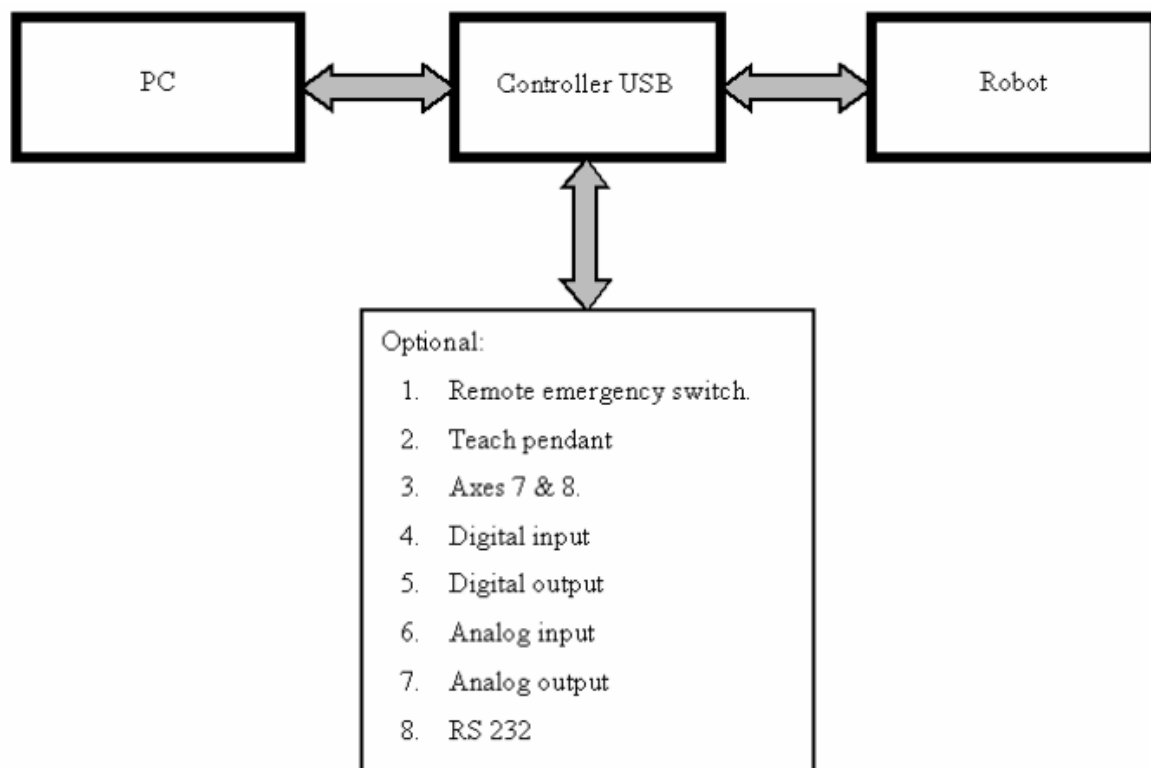 PC
Controller USB
Robot
Optional:
1. Remote emergency switch.
2. Teach pendant
3. Axes 7 & 8.
4. Digital input
5. Digital output
6. Analog input
7. Analog output
8. RS 232